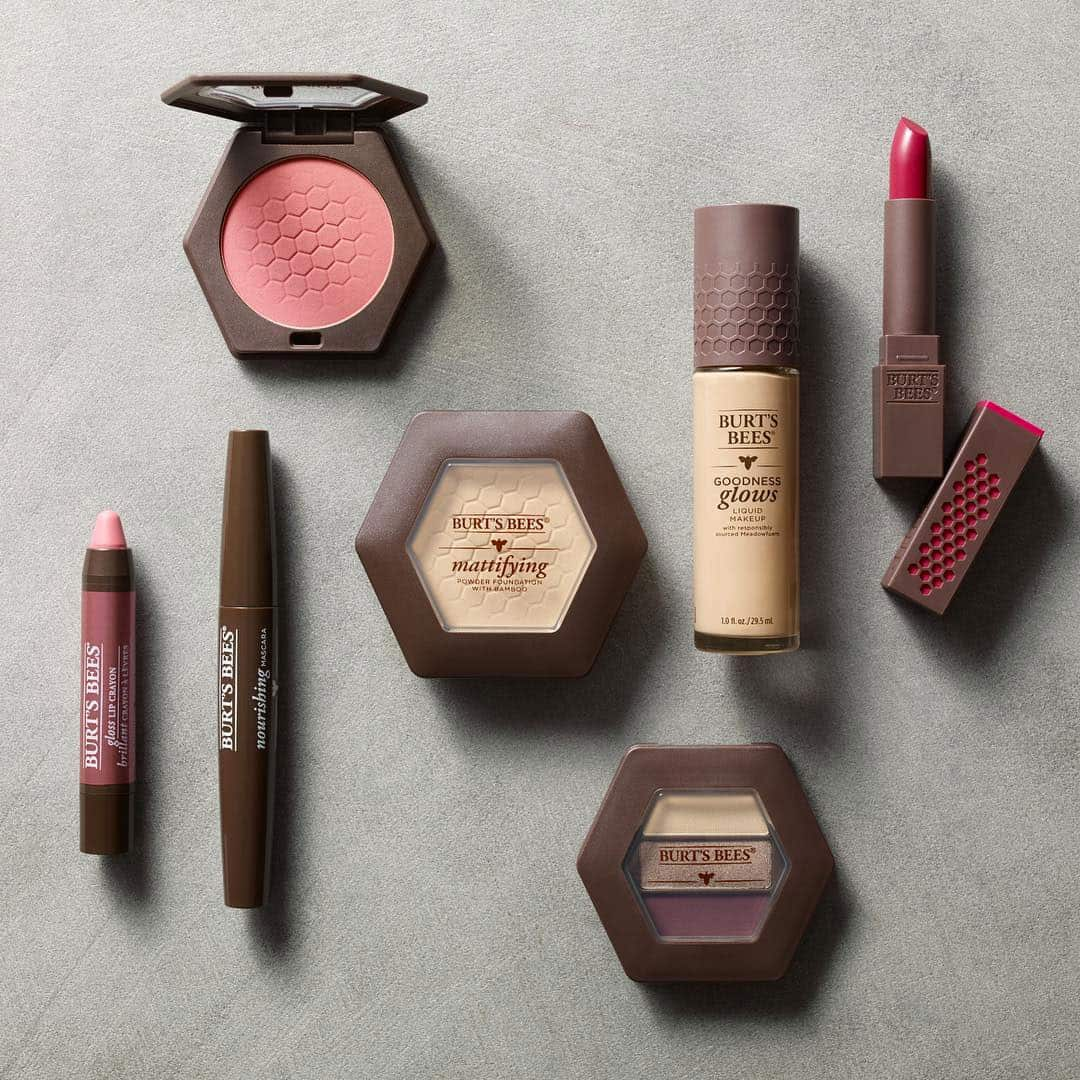 BURT'S BEES
gloss LIP CRAYON
brillant CRAYON À LÈVRES
BURT'S BEES
nourishing MASCARA
BURT'S BEES®
mattifying
POWDER FOUNDATION
WITH BAMBOO
BURT'S
BEES®
GOODNESS
glows
LIQUID
MAKEUP
with responsibly
sourced Meadowfoam
1.0 fl. oz./29.5 mL
BURT'S
BEES
BURT'S BEES®